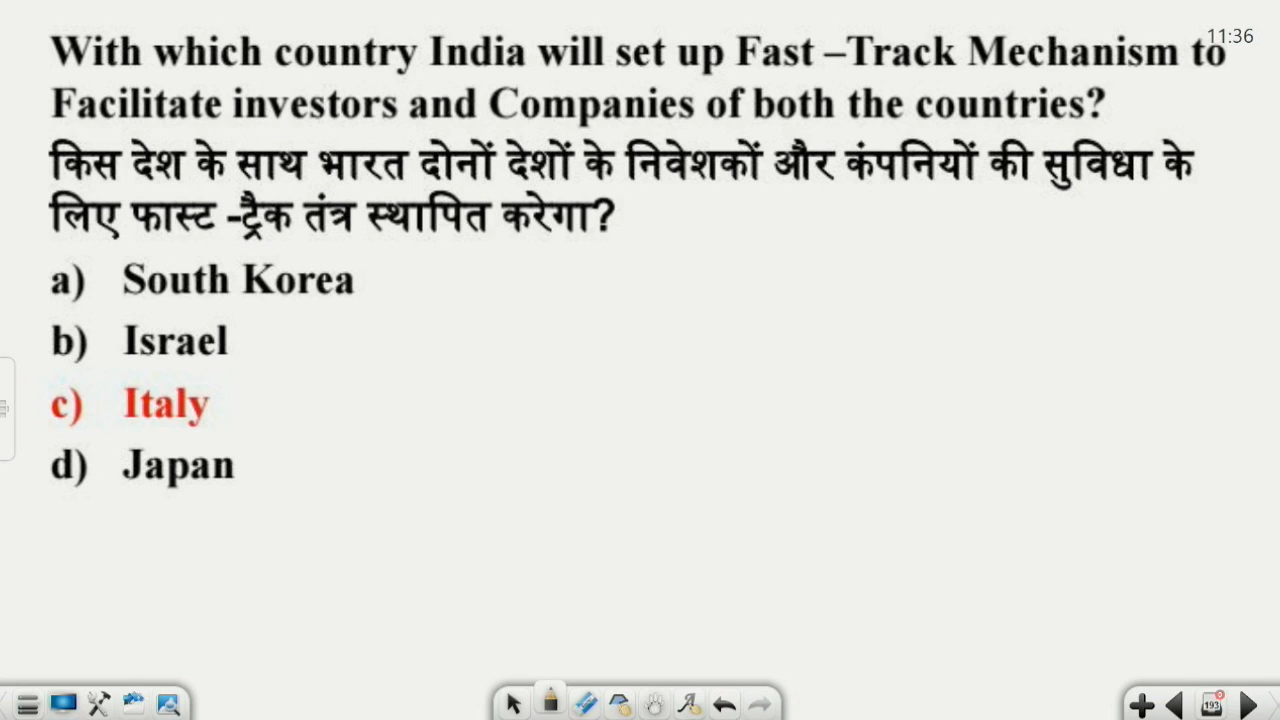 11:36
With which country India will set up Fast –Track Mechanism to
Facilitate investors and Companies of both the countries?
किस देश के साथ भारत दोनों देशों के निवेशकों और कंपनियों की सुविधा के
लिए फास्ट -ट्रैक तंत्र स्थापित करेगा?
a) South Korea
b) Israel
c) Italy
d) Japan
193